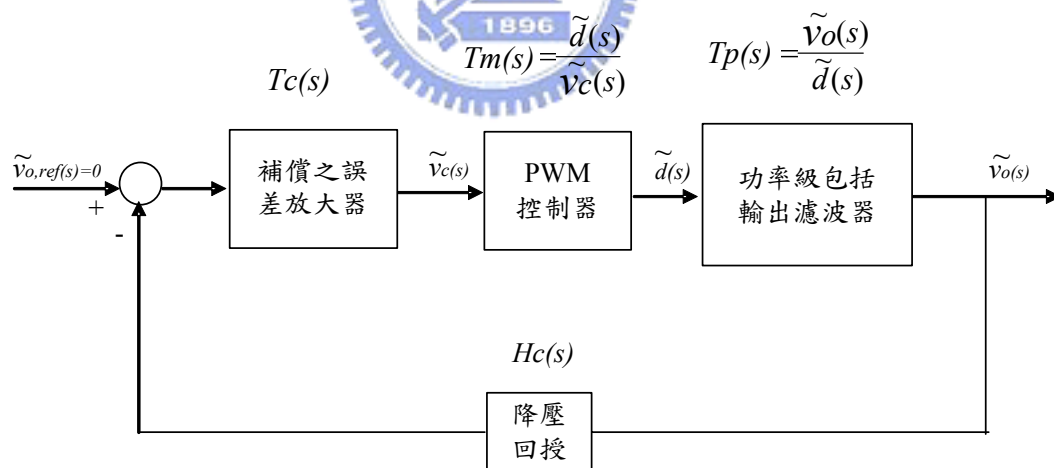 1896
Tc(s)
Tm(s) = d̃(s) / ṽc(s)
Tp(s) = ṽo(s) / d̃(s)
ṽo,ref(s)=0
+
-
補償之誤
差放大器
ṽc(s)
PWM
控制器
d̃(s)
功率級包括
輸出濾波器
ṽo(s)
Hc(s)
降壓
回授